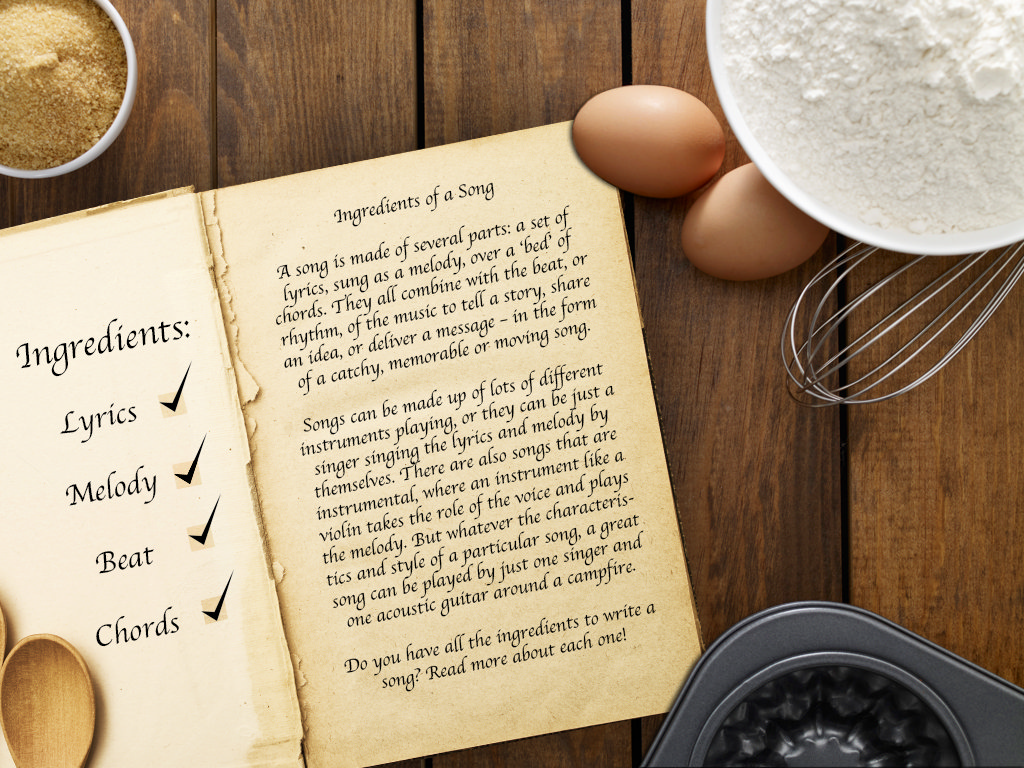 Ingredients:
Lyrics
Melody
Beat
Chords
Ingredients of a Song
A song is made of several parts: a set of
lyrics, sung as a melody, over a ‘bed’ of
chords. They all combine with the beat, or
rhythm, of the music to tell a story, share
an idea, or deliver a message – in the form
of a catchy, memorable or moving song.
Songs can be made up of lots of different
instruments playing, or they can be just a
singer singing the lyrics and melody by
themselves. There are also songs that are
instrumental, where an instrument like a
violin takes the role of the voice and plays
the melody. But whatever the characteris-
tics and style of a particular song, a great
song can be played by just one singer and
one acoustic guitar around a campfire.
Do you have all the ingredients to write a
song? Read more about each one!